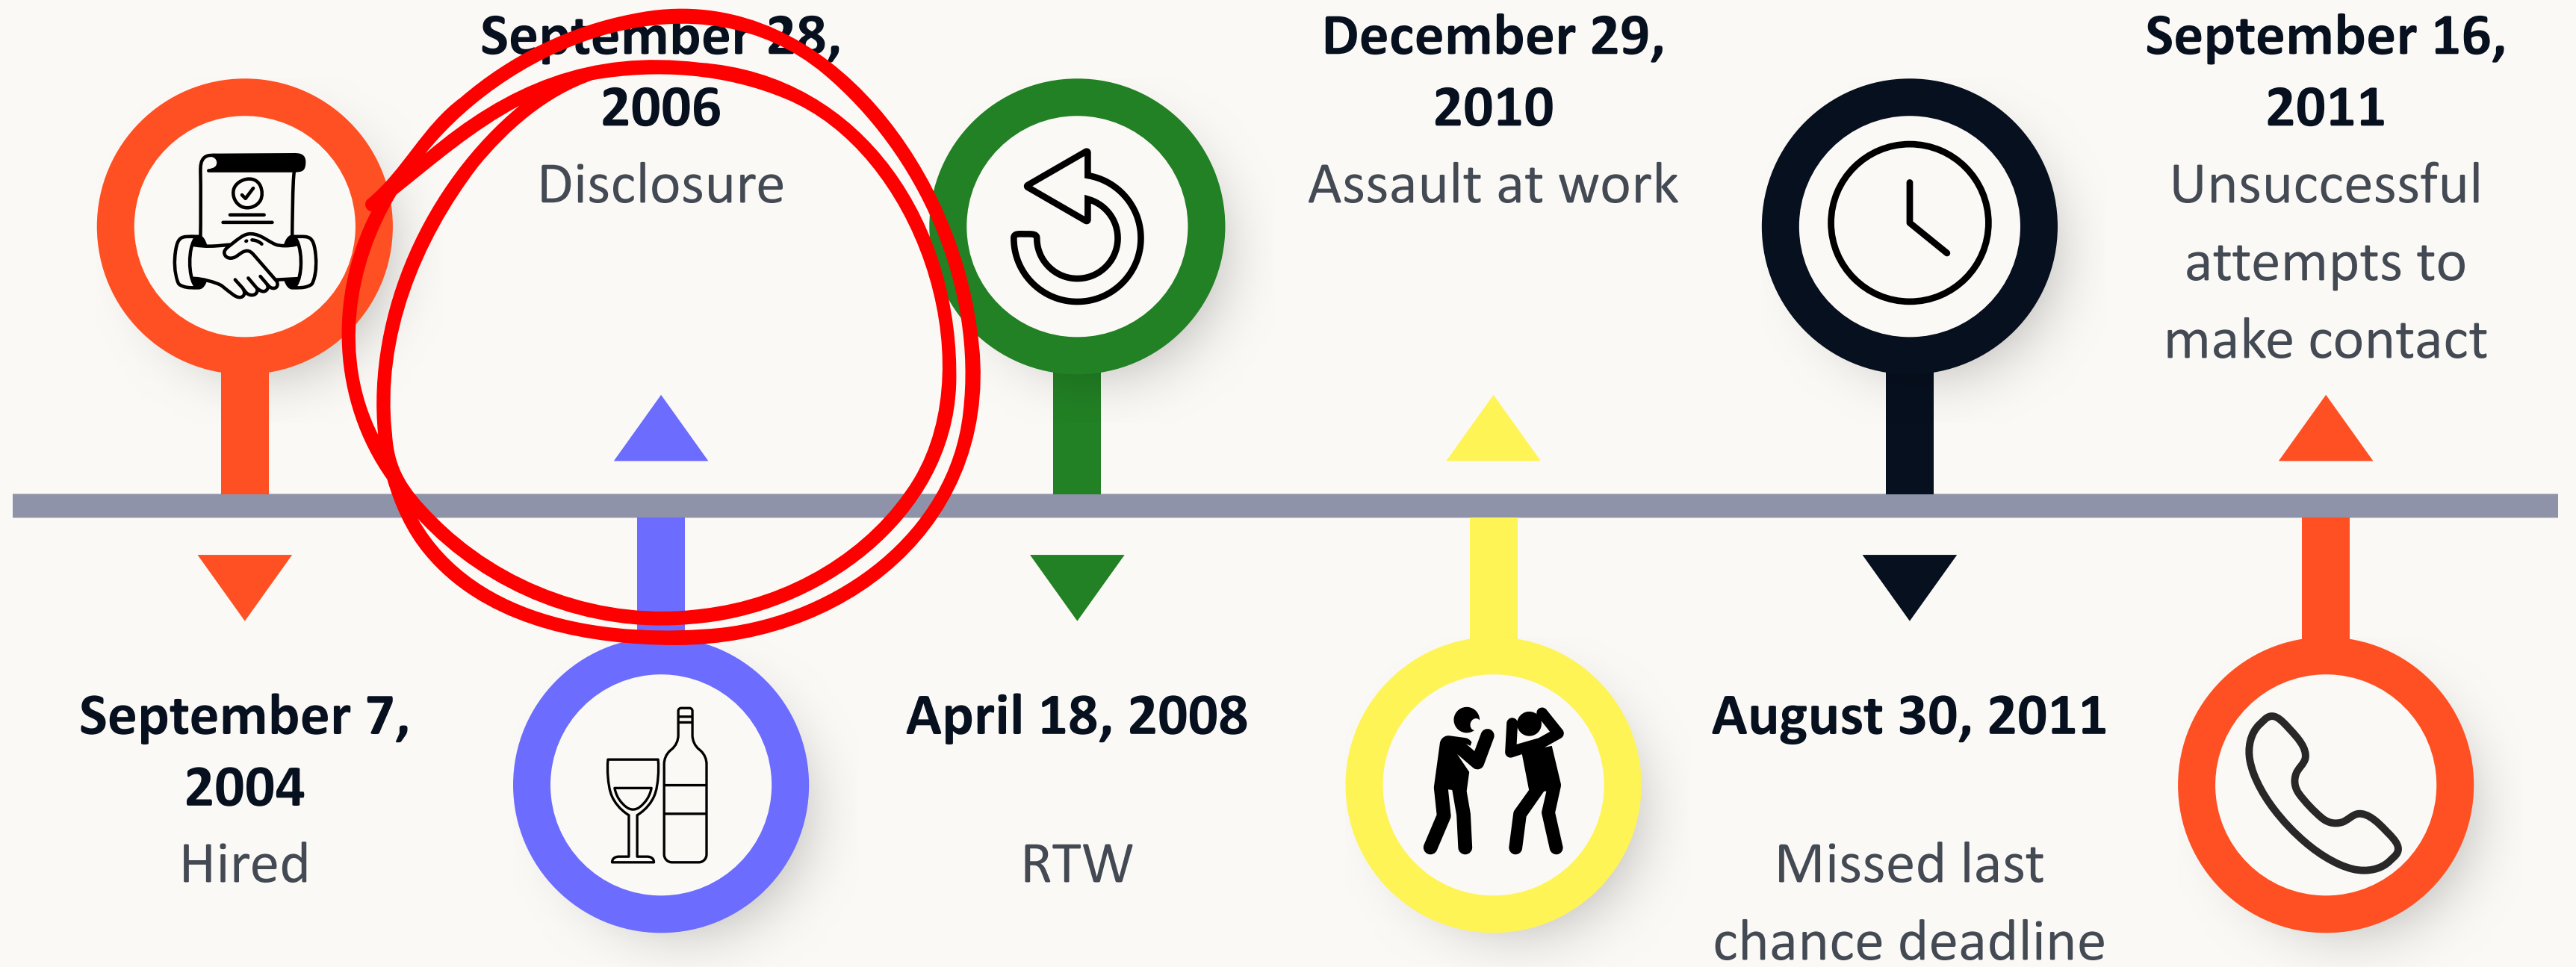 September 7,
2004
Hired
September 28,
2006
Disclosure
April 18, 2008
RTW
December 29,
2010
Assault at work
August 30, 2011
Missed last
chance deadline
September 16,
2011
Unsuccessful
attempts to
make contact